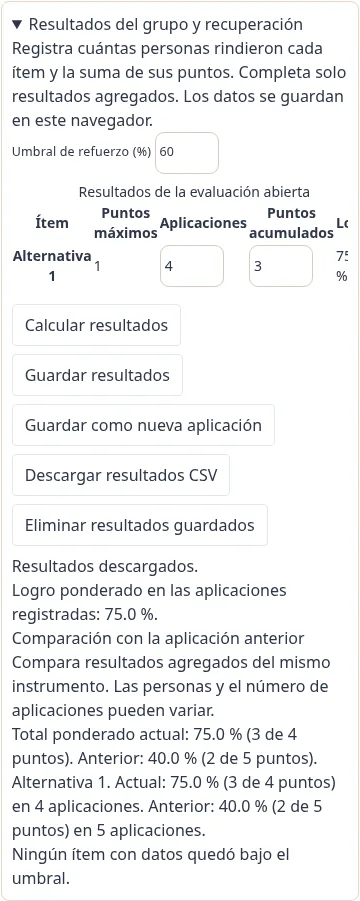 ▼ Resultados del grupo y recuperación
Registra cuántas personas rindieron cada
ítem y la suma de sus puntos. Completa solo
resultados agregados. Los datos se guardan
en este navegador.
Umbral de refuerzo (%) 60
Resultados de la evaluación abierta
Ítem Puntos máximos Aplicaciones Puntos acumulados
Alternativa 1 1 4 3 75 %
Calcular resultados
Guardar resultados
Guardar como nueva aplicación
Descargar resultados CSV
Eliminar resultados guardados
Resultados descargados.
Logro ponderado en las aplicaciones
registradas: 75.0 %.
Comparación con la aplicación anterior
Compara resultados agregados del mismo
instrumento. Las personas y el número de
aplicaciones pueden variar.
Total ponderado actual: 75.0 % (3 de 4
puntos). Anterior: 40.0 % (2 de 5 puntos).
Alternativa 1. Actual: 75.0 % (3 de 4 puntos)
en 4 aplicaciones. Anterior: 40.0 % (2 de 5
puntos) en 5 aplicaciones.
Ningún ítem con datos quedó bajo el
umbral.